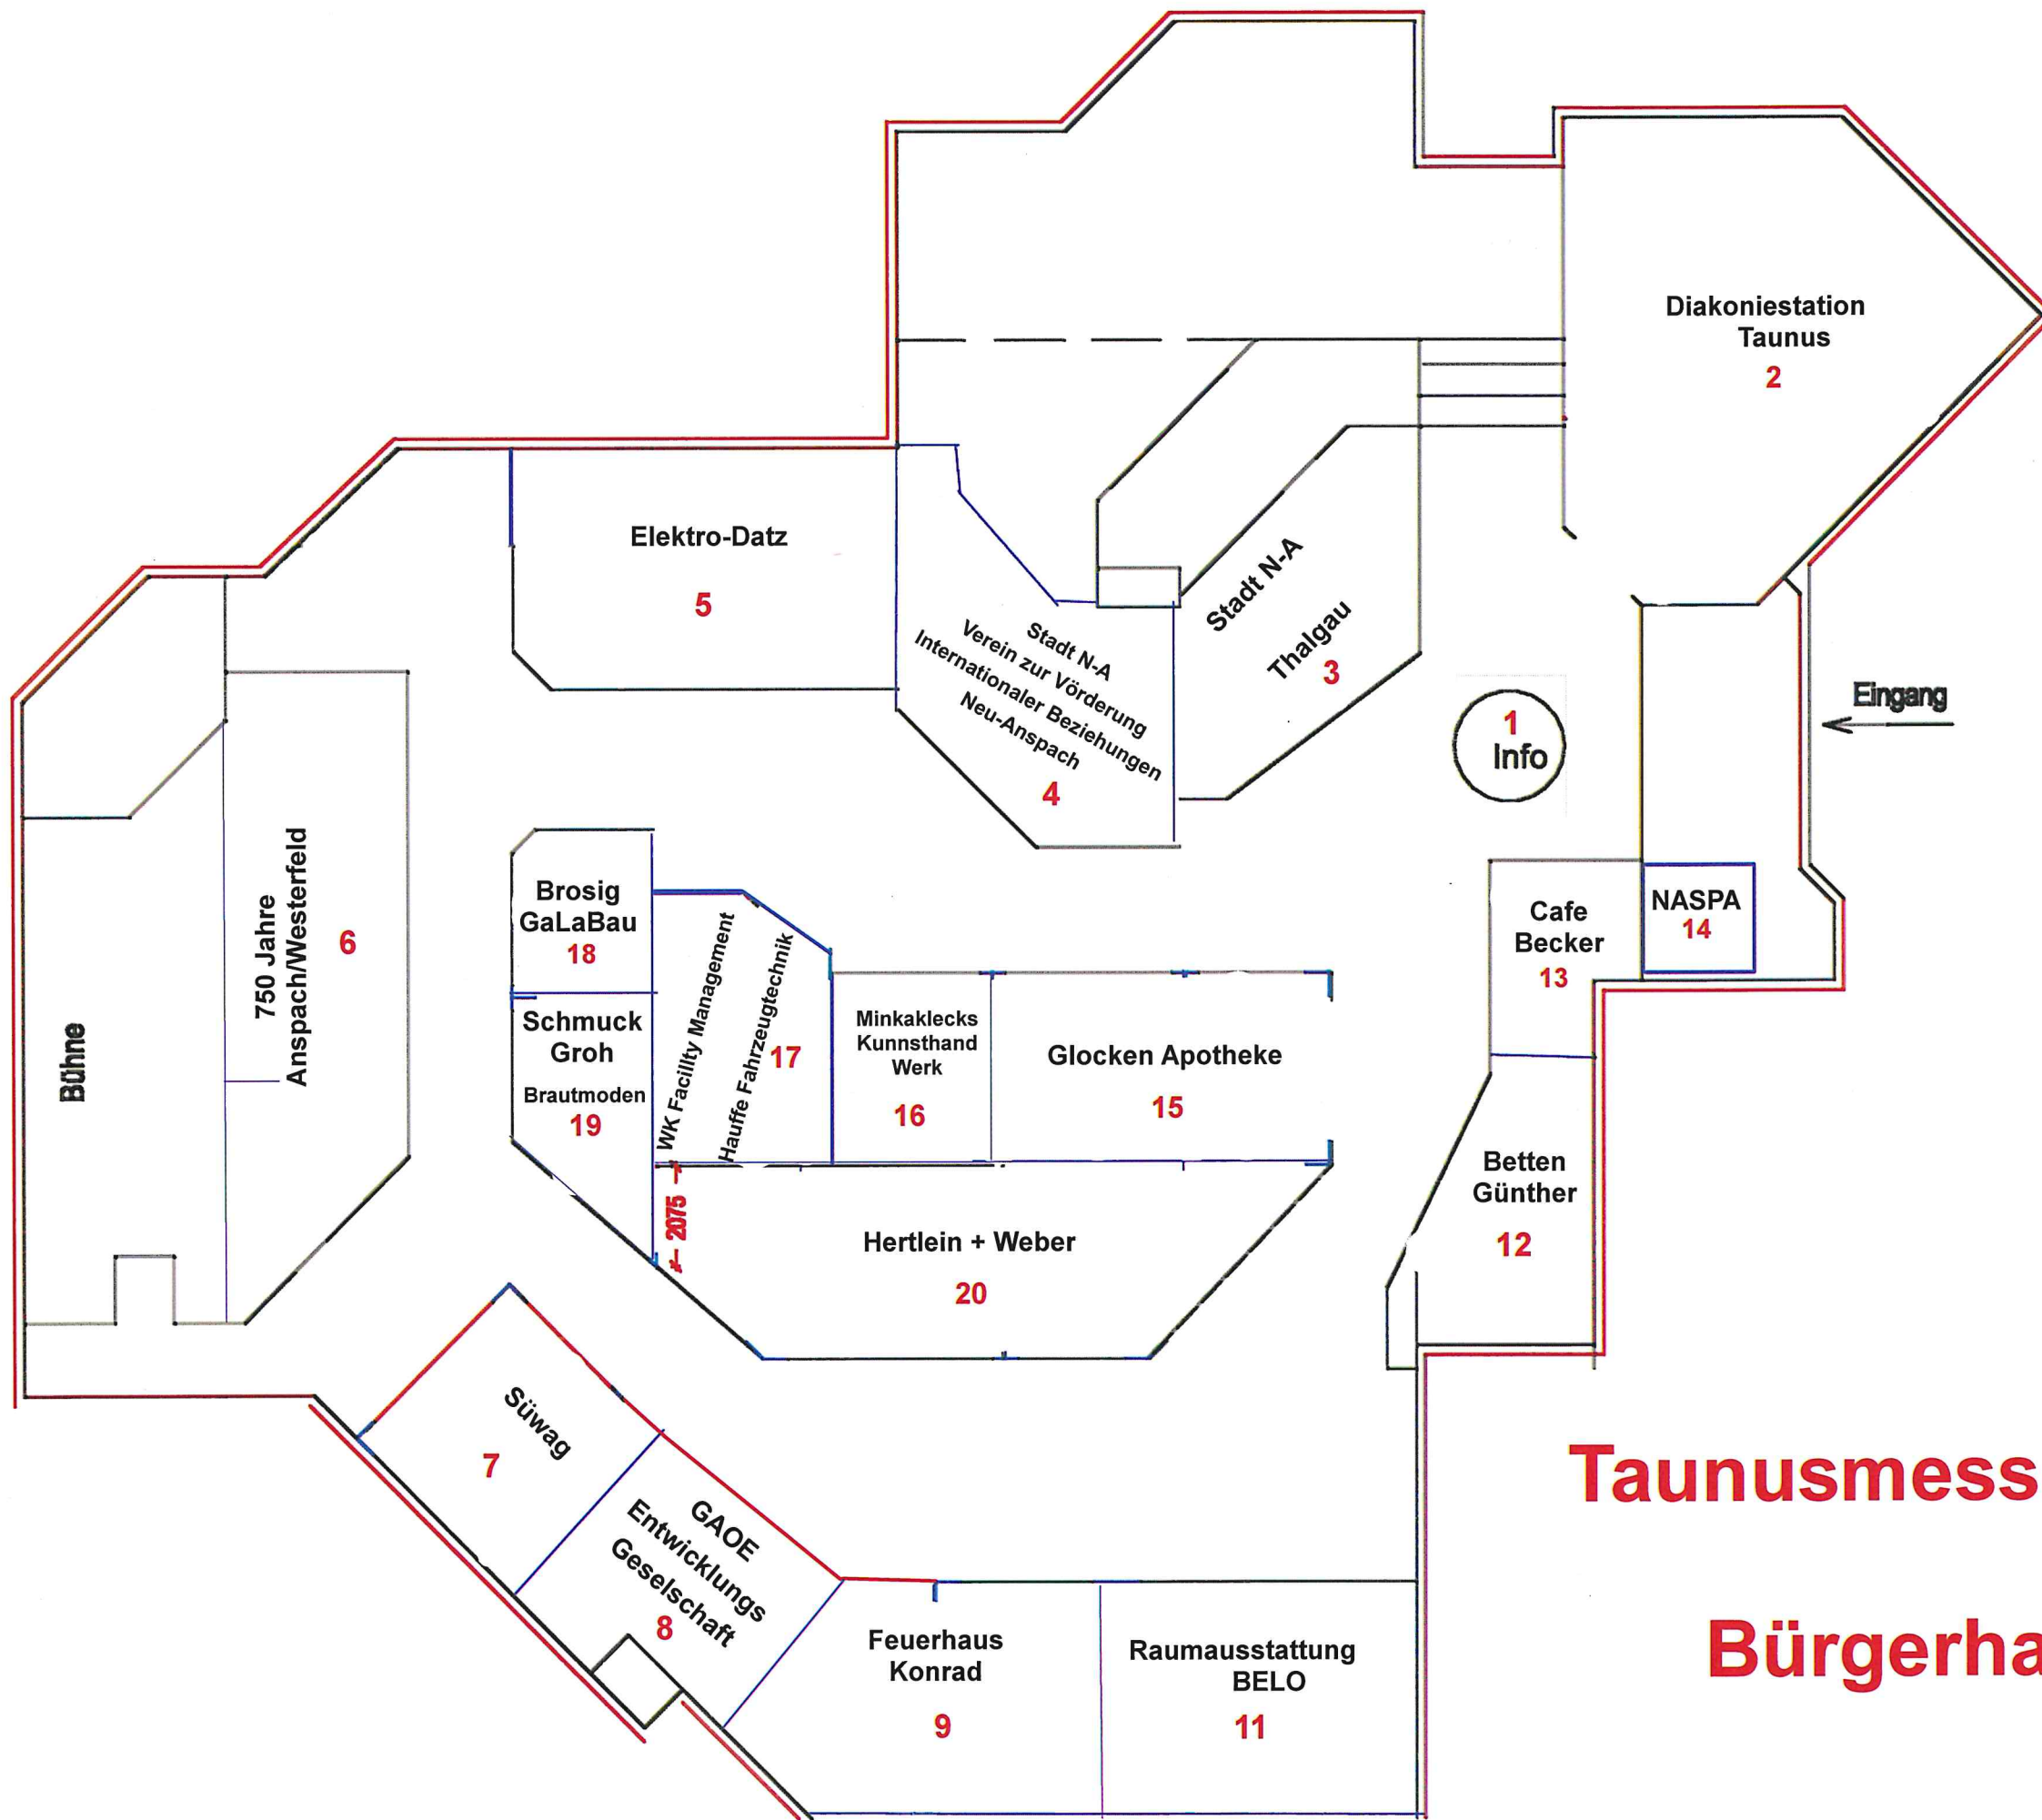 Diakoniestation
Taunus
2
Elektro-Datz
5
Stadt N-A
Thalgau
3
Stadt N-A
Verein zur Vörderung
Internationaler Beziehungen
Neu-Anspach
4
1
Info
Eingang
750 Jahre
Anspach/Westerfeld
6
Bühne
Brosig
GaLaBau
18
Schmuck
Groh
Brautmoden
19
WK Facility Management
Hauffe Fahrzeugtechnik
17
Minkaklecks
Kunnsthand
Werk
16
Glocken Apotheke
15
Cafe
Becker
13
NASPA
14
Betten
Günther
12
2075
Hertlein + Weber
20
Süwag
7
GAOE
Entwicklungs
Geselschaft
8
Feuerhaus
Konrad
9
Raumausstattung
BELO
11
Taunusmess
Bürgerha